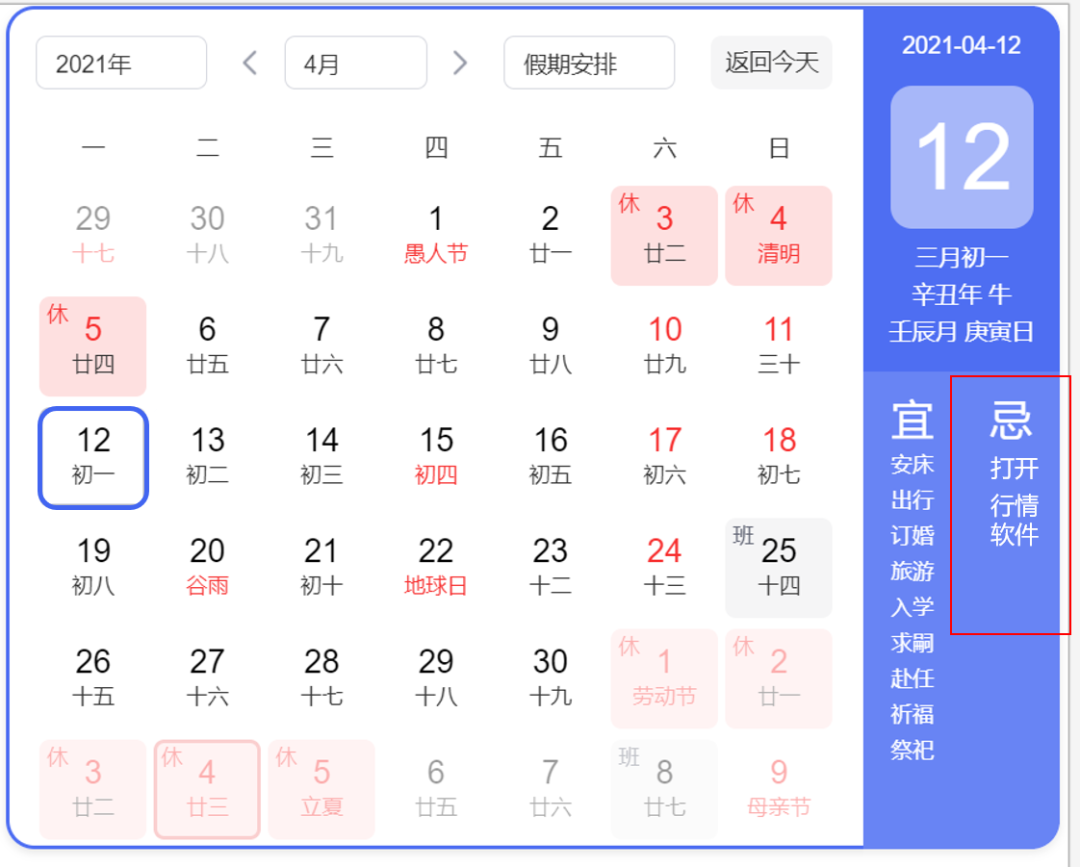 2021年 4月 假期安排 返回今天
一 二 三 四 五 六 日
29 30 31 1 2 休 3 休 4
十七 十八 十九 愚人节 廿一 廿二 清明
休 5 6 7 8 9 10 11
廿四 廿五 廿六 廿七 廿八 廿九 三十
12 13 14 15 16 17 18
初一 初二 初三 初四 初五 初六 初七
19 20 21 22 23 24 班 25
初八 谷雨 初十 地球日 十二 十三 十四
26 27 28 29 30 休 1 休 2
十五 十六 十七 十八 十九 劳动节 廿一
休 3 休 4 休 5 6 7 班 8 9
廿二 廿三 立夏 廿五 廿六 廿七 母亲节
2021-04-12
12
三月初一
辛丑年 牛
壬辰月 庚寅日
宜
安床
出行
订婚
旅游
入学
求嗣
赴任
祈福
祭祀
忌
打开
行情
软件